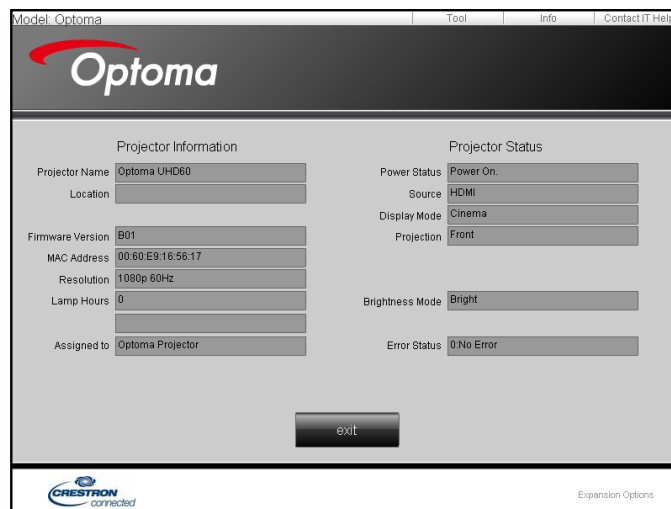 Model: Optoma Tool Info Contact IT Help
Optoma
Projector Information
Projector Name Optoma UHD60
Location
Firmware Version B01
MAC Address 00:60:E9:16:56:17
Resolution 1080p 60Hz
Lamp Hours 0
Assigned to Optoma Projector
Projector Status
Power Status Power On.
Source HDMI
Display Mode Cinema
Projection Front
Brightness Mode Bright
Error Status 0:No Error
exit
CRESTRON
connected
Expansion Options